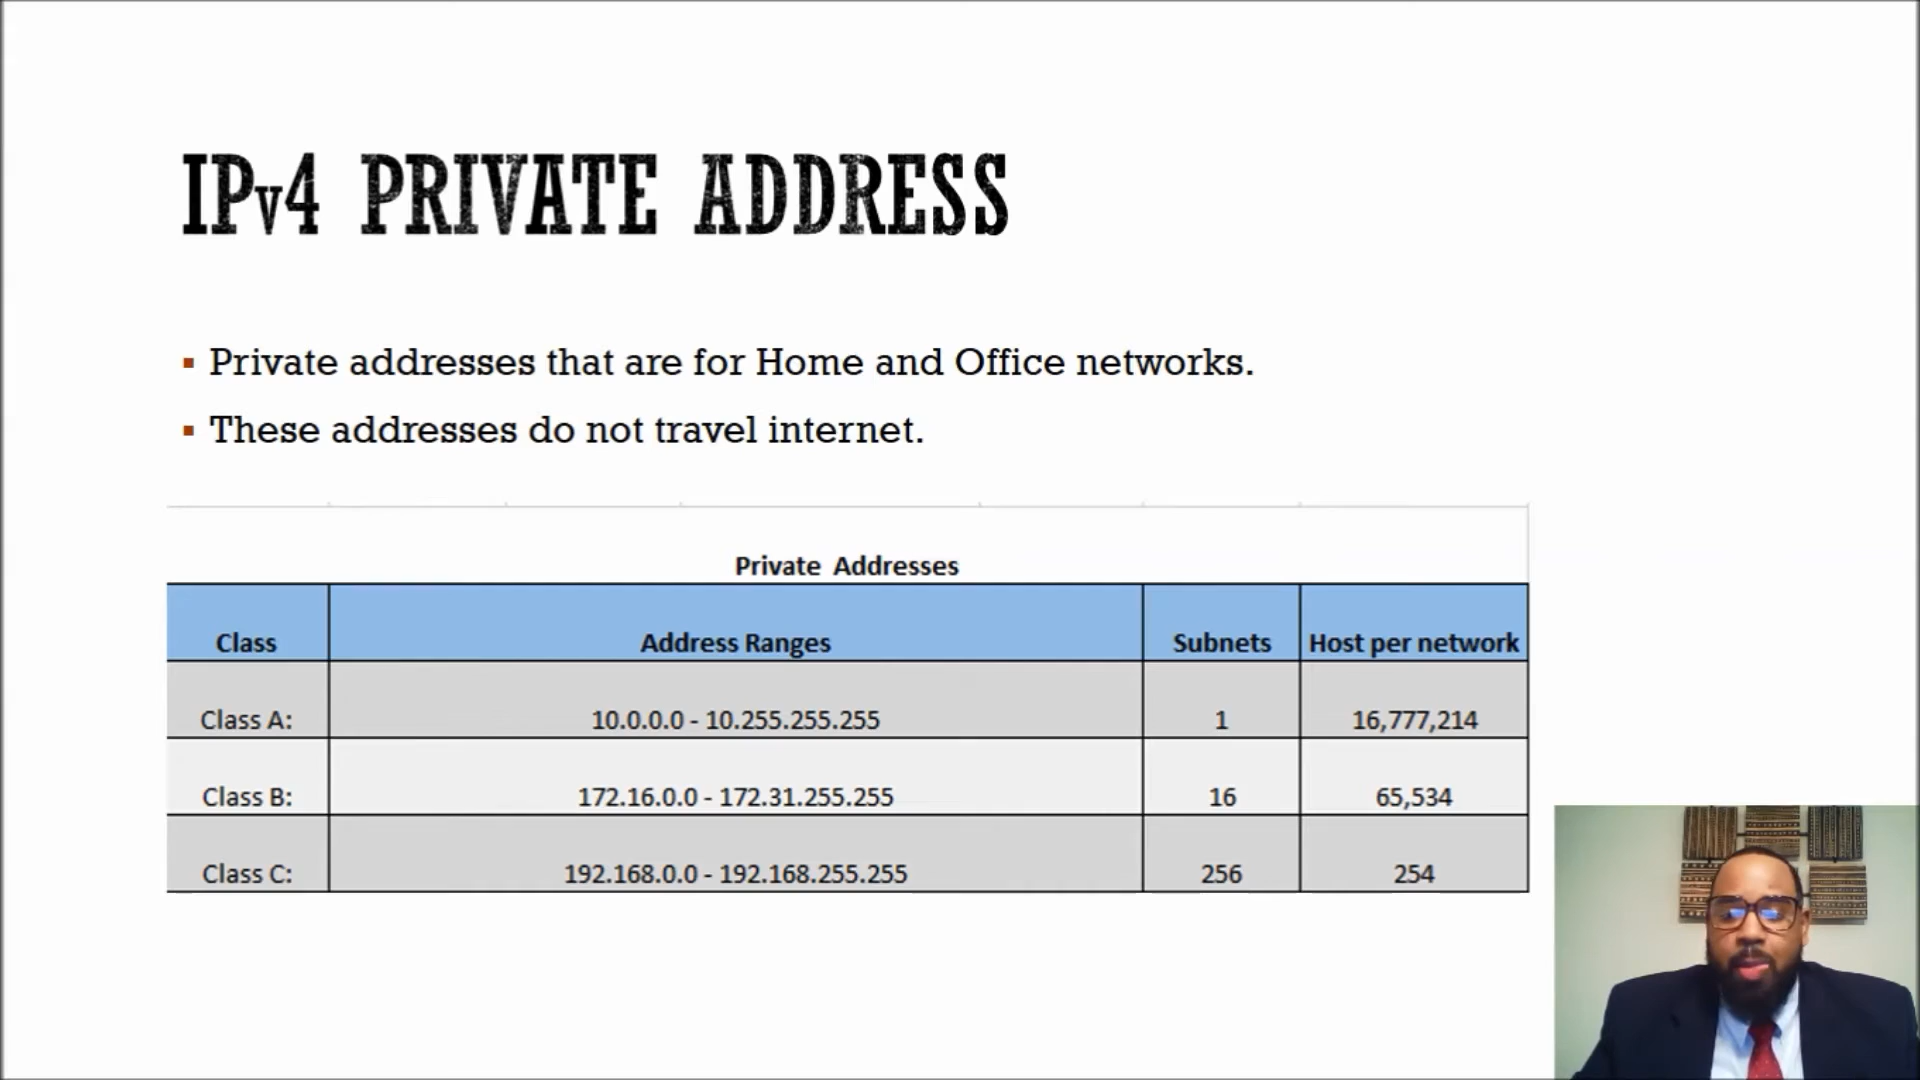 IPv4 PRIVATE ADDRESS
▪ Private addresses that are for Home and Office networks.
▪ These addresses do not travel internet.
Private Addresses
Class Address Ranges Subnets Host per network
Class A: 10.0.0.0 - 10.255.255.255 1 16,777,214
Class B: 172.16.0.0 - 172.31.255.255 16 65,534
Class C: 192.168.0.0 - 192.168.255.255 256 254